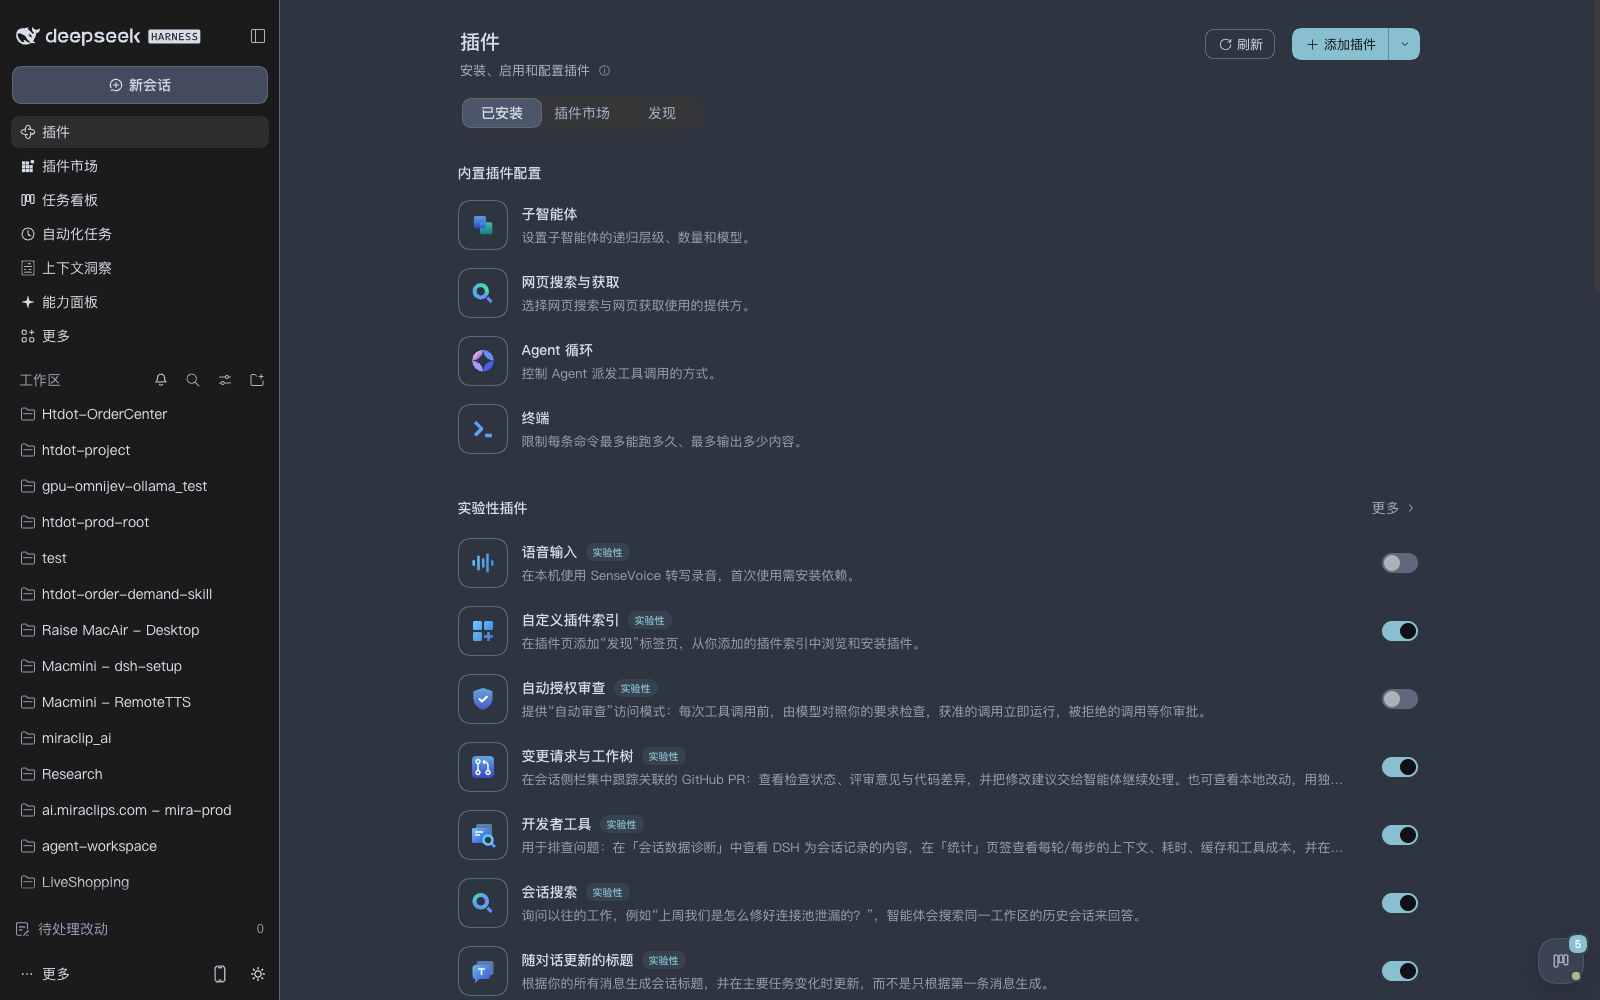 deepseek HARNESS
新会话
插件
插件市场
任务看板
自动化任务
上下文洞察
能力面板
更多
工作区
Htdot-OrderCenter
htdot-project
gpu-omnijev-ollama_test
htdot-prod-root
test
htdot-order-demand-skill
Raise MacAir - Desktop
Macmini - dsh-setup
Macmini - RemoteTTS
miraclip_ai
Research
ai.miraclips.com - mira-prod
agent-workspace
LiveShopping
待处理改动 0
更多
插件
安装、启用和配置插件
刷新
添加插件
已安装 插件市场 发现
内置插件配置
子智能体
设置子智能体的递归层级、数量和模型。
网页搜索与获取
选择网页搜索与网页获取使用的提供方。
Agent 循环
控制 Agent 派发工具调用的方式。
终端
限制每条命令最多能跑多久、最多输出多少内容。
实验性插件 更多
语音输入 实验性
在本机使用 SenseVoice 转写录音，首次使用需安装依赖。
自定义插件索引 实验性
在插件页添加“发现”标签页，从你添加的插件索引中浏览和安装插件。
自动授权审查 实验性
提供“自动审查”访问模式：每次工具调用前，由模型对照你的要求检查，获准的调用立即运行，被拒绝的调用等你审批。
变更请求与工作树 实验性
在会话侧栏集中跟踪关联的 GitHub PR：查看检查状态、评审意见与代码差异，并把修改建议交给智能体继续处理。也可查看本地改动，用独…
开发者工具 实验性
用于排查问题：在「会话数据诊断」中查看 DSH 为会话记录的内容，在「统计」页签查看每轮/每步的上下文、耗时、缓存和工具成本，并在…
会话搜索 实验性
询问以往的工作，例如“上周我们是怎么修好连接池泄漏的？”，智能体会搜索同一工作区的历史会话来回答。
随对话更新的标题 实验性
根据你的所有消息生成会话标题，并在主要任务变化时更新，而不是只根据第一条消息生成。
5